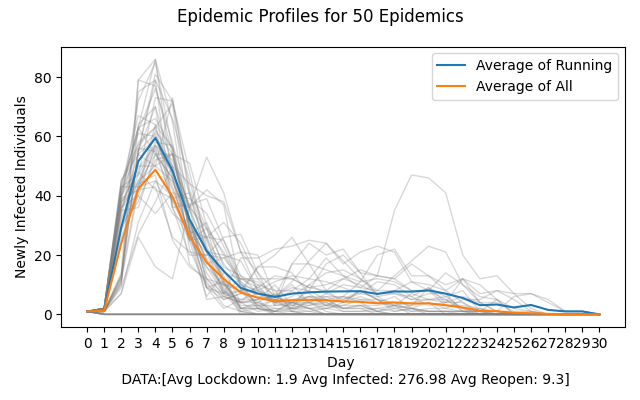 Epidemic Profiles for 50 Epidemics
Average of Running
Average of All
80
60
40
20
0
Newly Infected Individuals
0 1 2 3 4 5 6 7 8 9 10 11 12 13 14 15 16 17 18 19 20 21 22 23 24 25 26 27 28 29 30
Day
DATA:[Avg Lockdown: 1.9 Avg Infected: 276.98 Avg Reopen: 9.3]